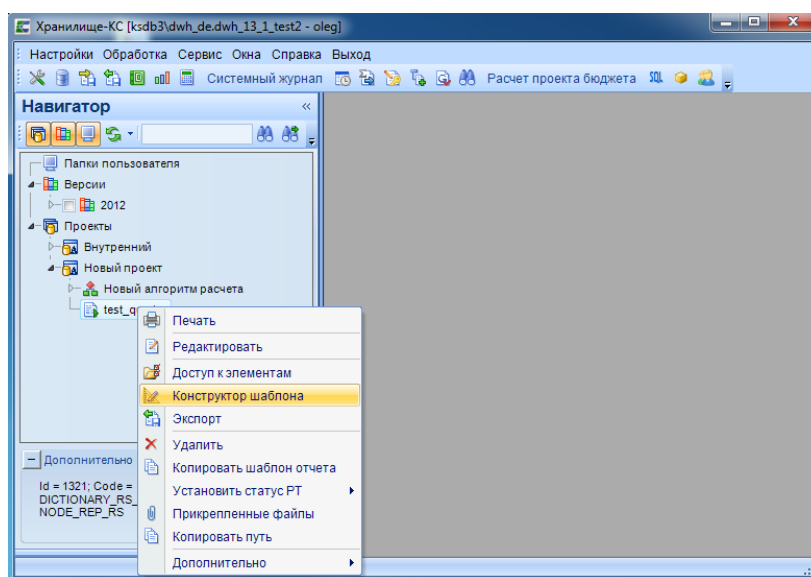 Хранилище-КС [ksdb3\dwh_de.dwh_13_1_test2 - oleg]
Настройки Обработка Сервис Окна Справка Выход
Системный журнал Расчет проекта бюджета SQL
Навигатор
Папки пользователя
Версии
2012
Проекты
Внутренний
Новый проект
Новый алгоритм расчета
Печать
Редактировать
Доступ к элементам
Конструктор шаблона
Экспорт
Удалить
Копировать шаблон отчета
Установить статус РТ
Прикрепленные файлы
Копировать путь
Дополнительно
Дополнительно
Id = 1321; Code =
DICTIONARY_RS_
NODE_REP_RS